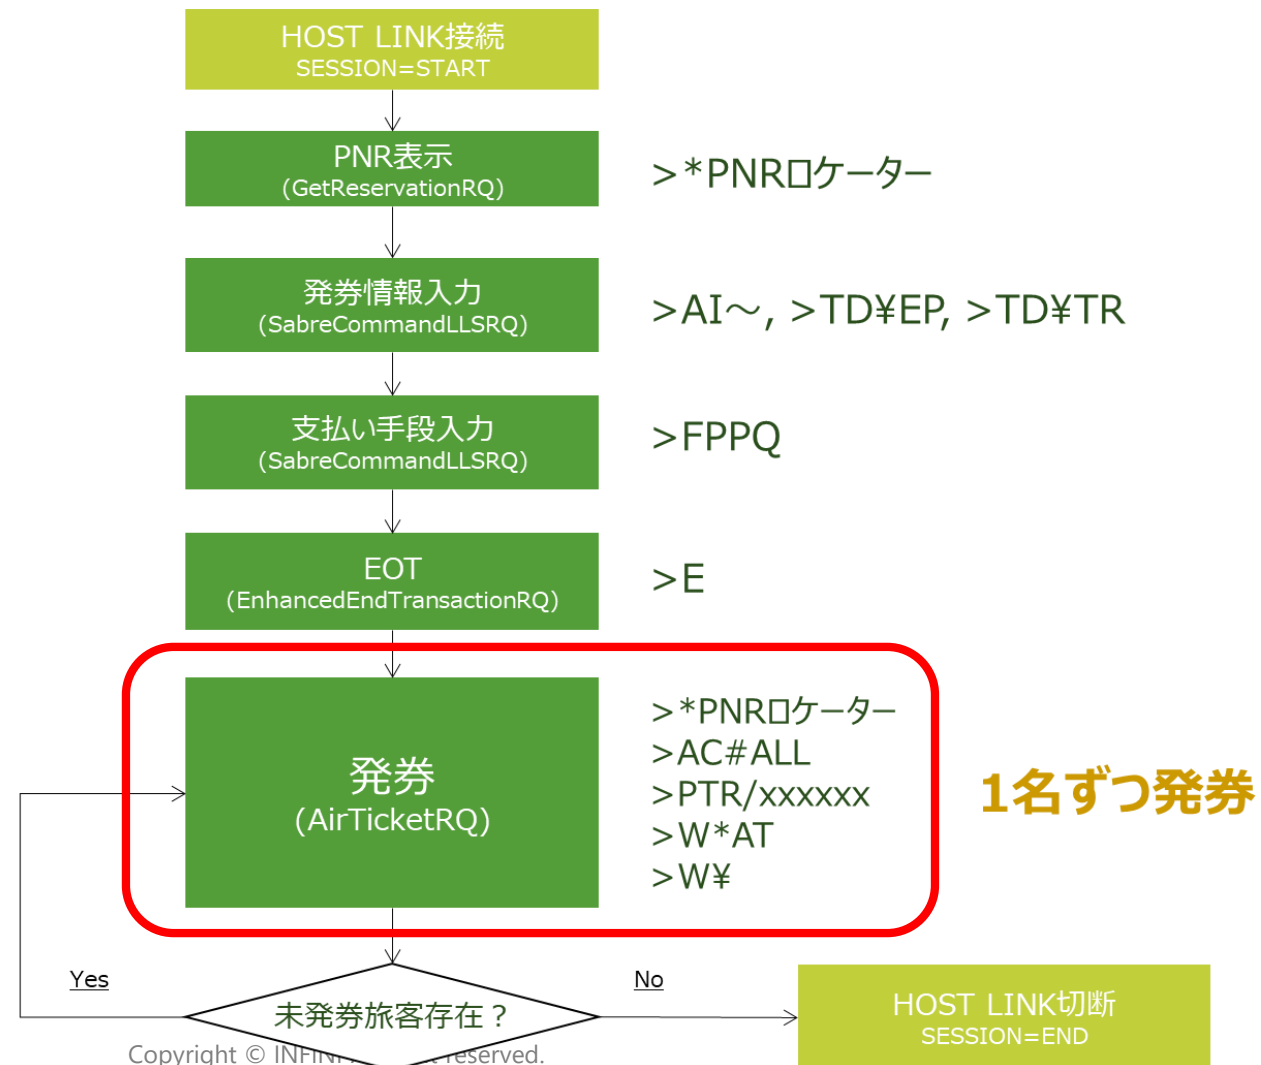 HOST LINK接続
SESSION=START
PNR表示
(GetReservationRQ)
>*PNRロケーター
発券情報入力
(SabreCommandLLSRQ)
>AI～, >TD¥EP, >TD¥TR
支払い手段入力
(SabreCommandLLSRQ)
>FPPQ
EOT
(EnhancedEndTransactionRQ)
>E
発券
(AirTicketRQ)
>*PNRロケーター
>AC#ALL
>PTR/xxxxxx
>W*AT
>W¥
1名ずつ発券
Yes
未発券旅客存在？
No
HOST LINK切断
SESSION=END
Copyright © reserved.